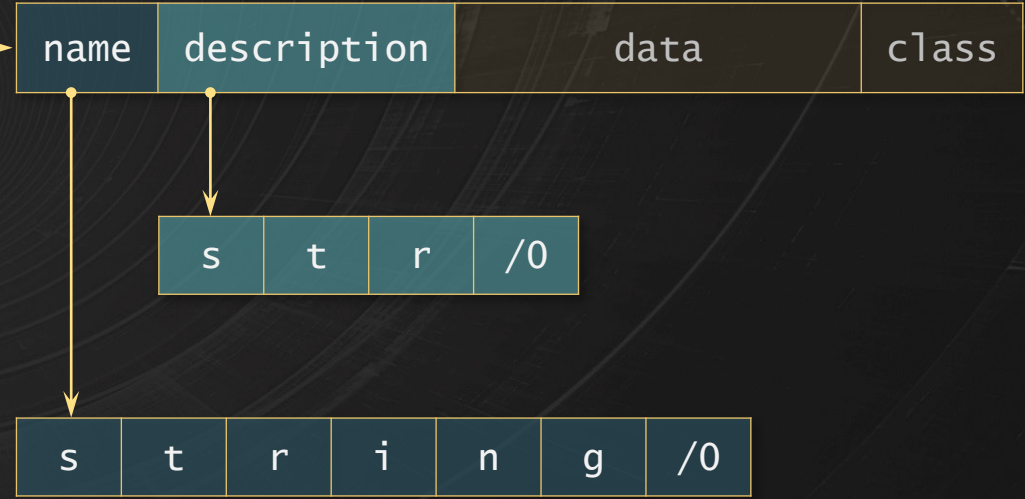 name description data class
s t r /0
s t r i n g /0